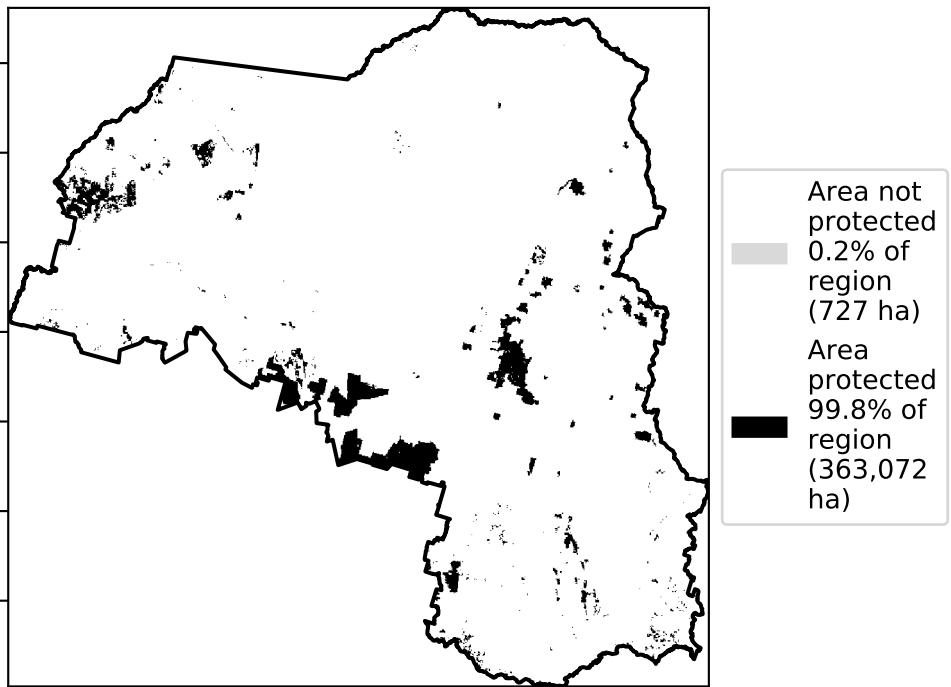 Area not
protected
0.2% of
region
(727 ha)
Area
protected
99.8% of
region
(363,072
ha)